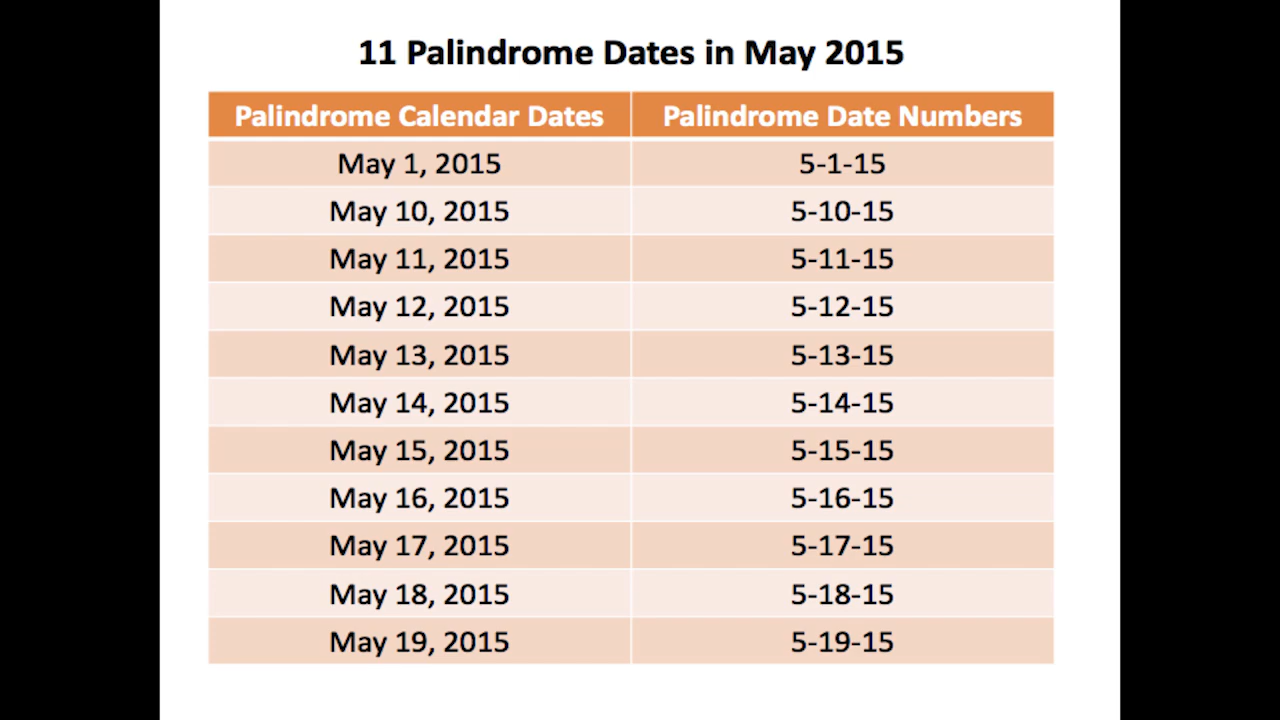 11 Palindrome Dates in May 2015
Palindrome Calendar Dates Palindrome Date Numbers
May 1, 2015 5-1-15
May 10, 2015 5-10-15
May 11, 2015 5-11-15
May 12, 2015 5-12-15
May 13, 2015 5-13-15
May 14, 2015 5-14-15
May 15, 2015 5-15-15
May 16, 2015 5-16-15
May 17, 2015 5-17-15
May 18, 2015 5-18-15
May 19, 2015 5-19-15